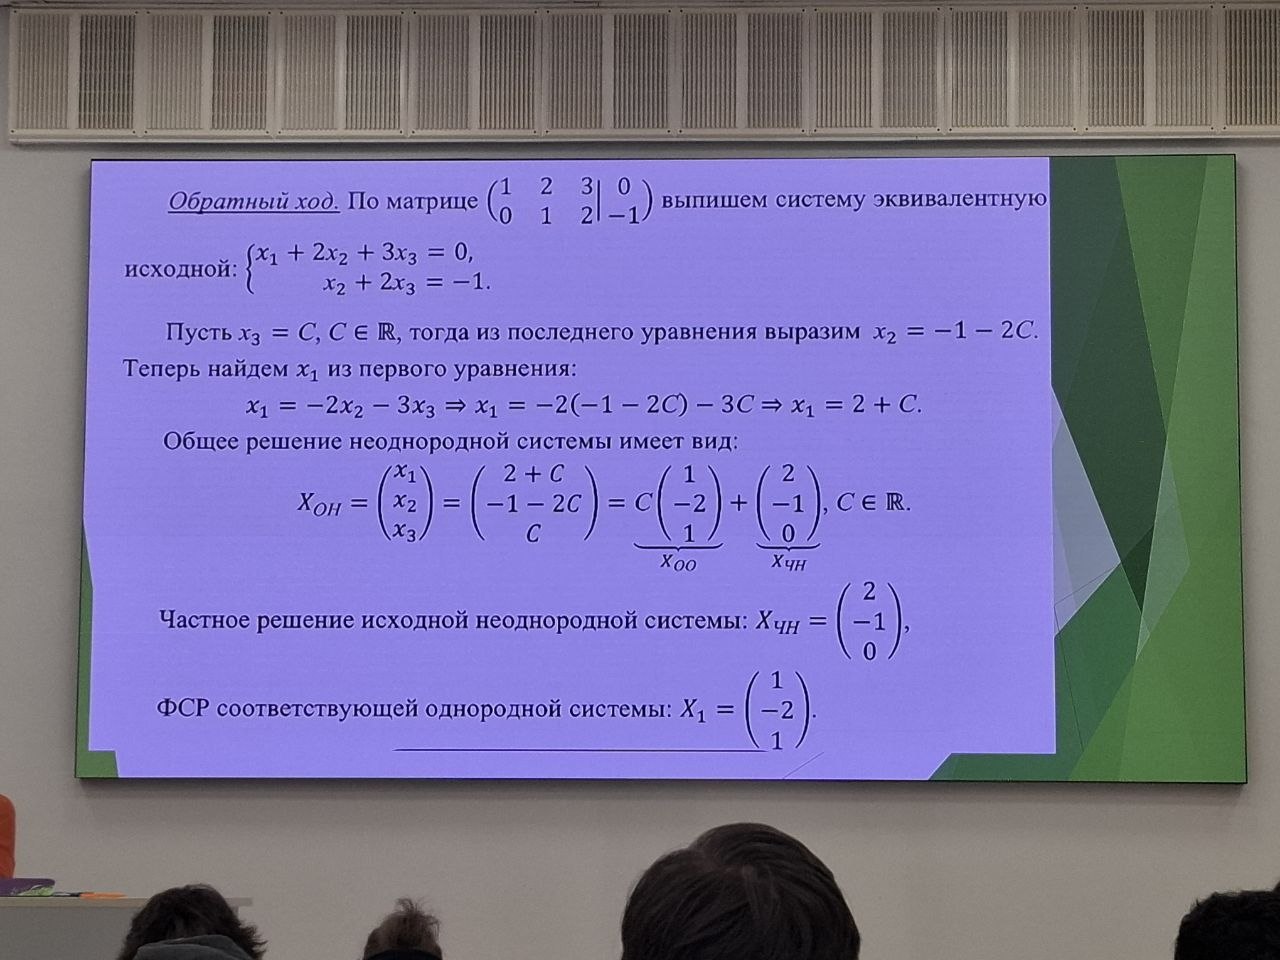 Обратный ход. По матрице (1 2 3 | 0; 0 1 2 | −1) выпишем систему эквивалентную
исходной: { x₁ + 2x₂ + 3x₃ = 0,
x₂ + 2x₃ = −1.
Пусть x₃ = C, C ∈ ℝ, тогда из последнего уравнения выразим x₂ = −1 − 2C.
Теперь найдем x₁ из первого уравнения:
x₁ = −2x₂ − 3x₃ ⇒ x₁ = −2(−1 − 2C) − 3C ⇒ x₁ = 2 + C.
Общее решение неоднородной системы имеет вид:
X_ОН = (x₁; x₂; x₃) = (2 + C; −1 − 2C; C) = C(1; −2; 1) + (2; −1; 0), C ∈ ℝ.
X_ОО X_ЧН
Частное решение исходной неоднородной системы: X_ЧН = (2; −1; 0),
ФСР соответствующей однородной системы: X₁ = (1; −2; 1).